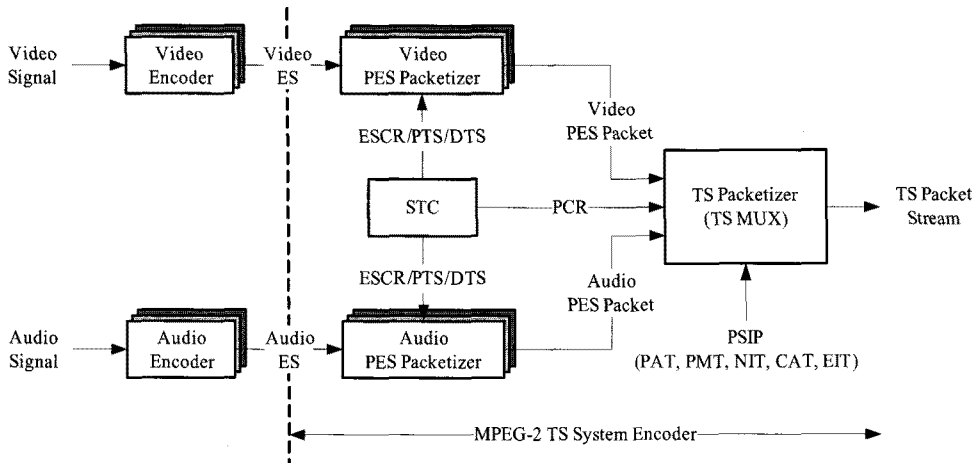 Video
Signal
Video
Encoder
Video
ES
Video
PES Packetizer
Video
PES Packet
ESCR/PTS/DTS
STC
PCR
TS Packetizer
(TS MUX)
TS Packet
Stream
ESCR/PTS/DTS
Audio
PES Packet
Audio
Signal
Audio
Encoder
Audio
ES
Audio
PES Packetizer
PSIP
(PAT, PMT, NIT, CAT, EIT)
MPEG-2 TS System Encoder